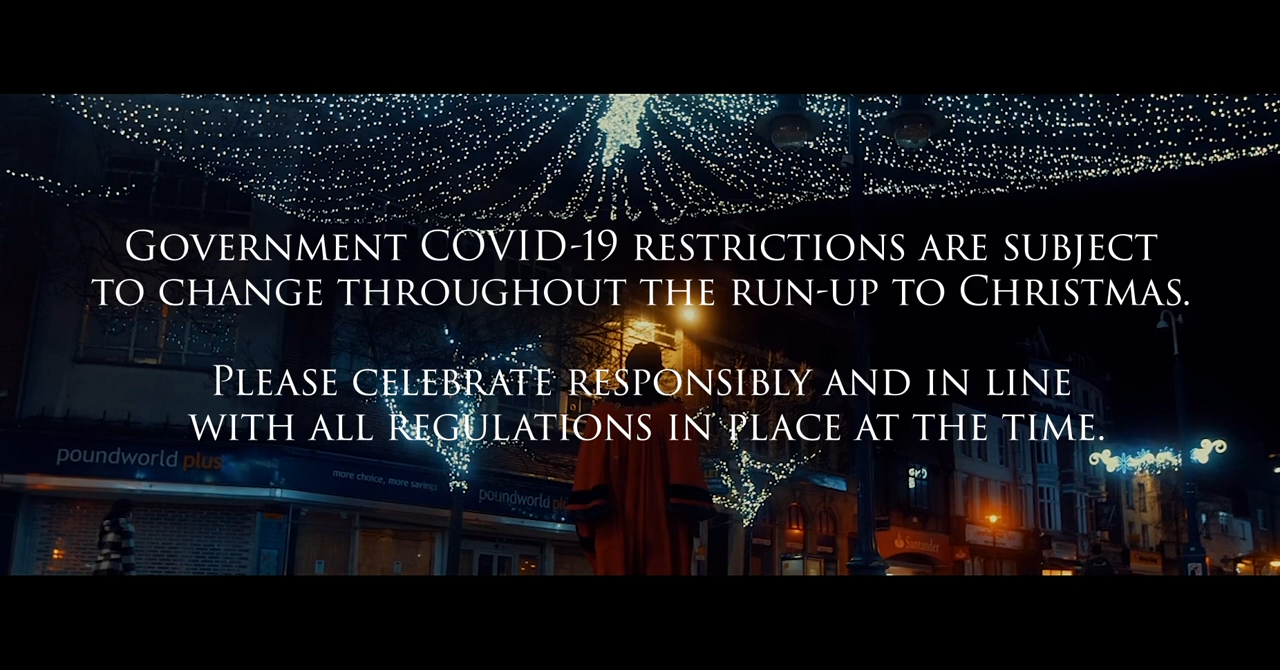 Government COVID-19 restrictions are subject
to change throughout the run-up to Christmas.
Please celebrate responsibly and in line
with all regulations in place at the time.
poundworld plus
more choice, more savings
poundworld
Santander